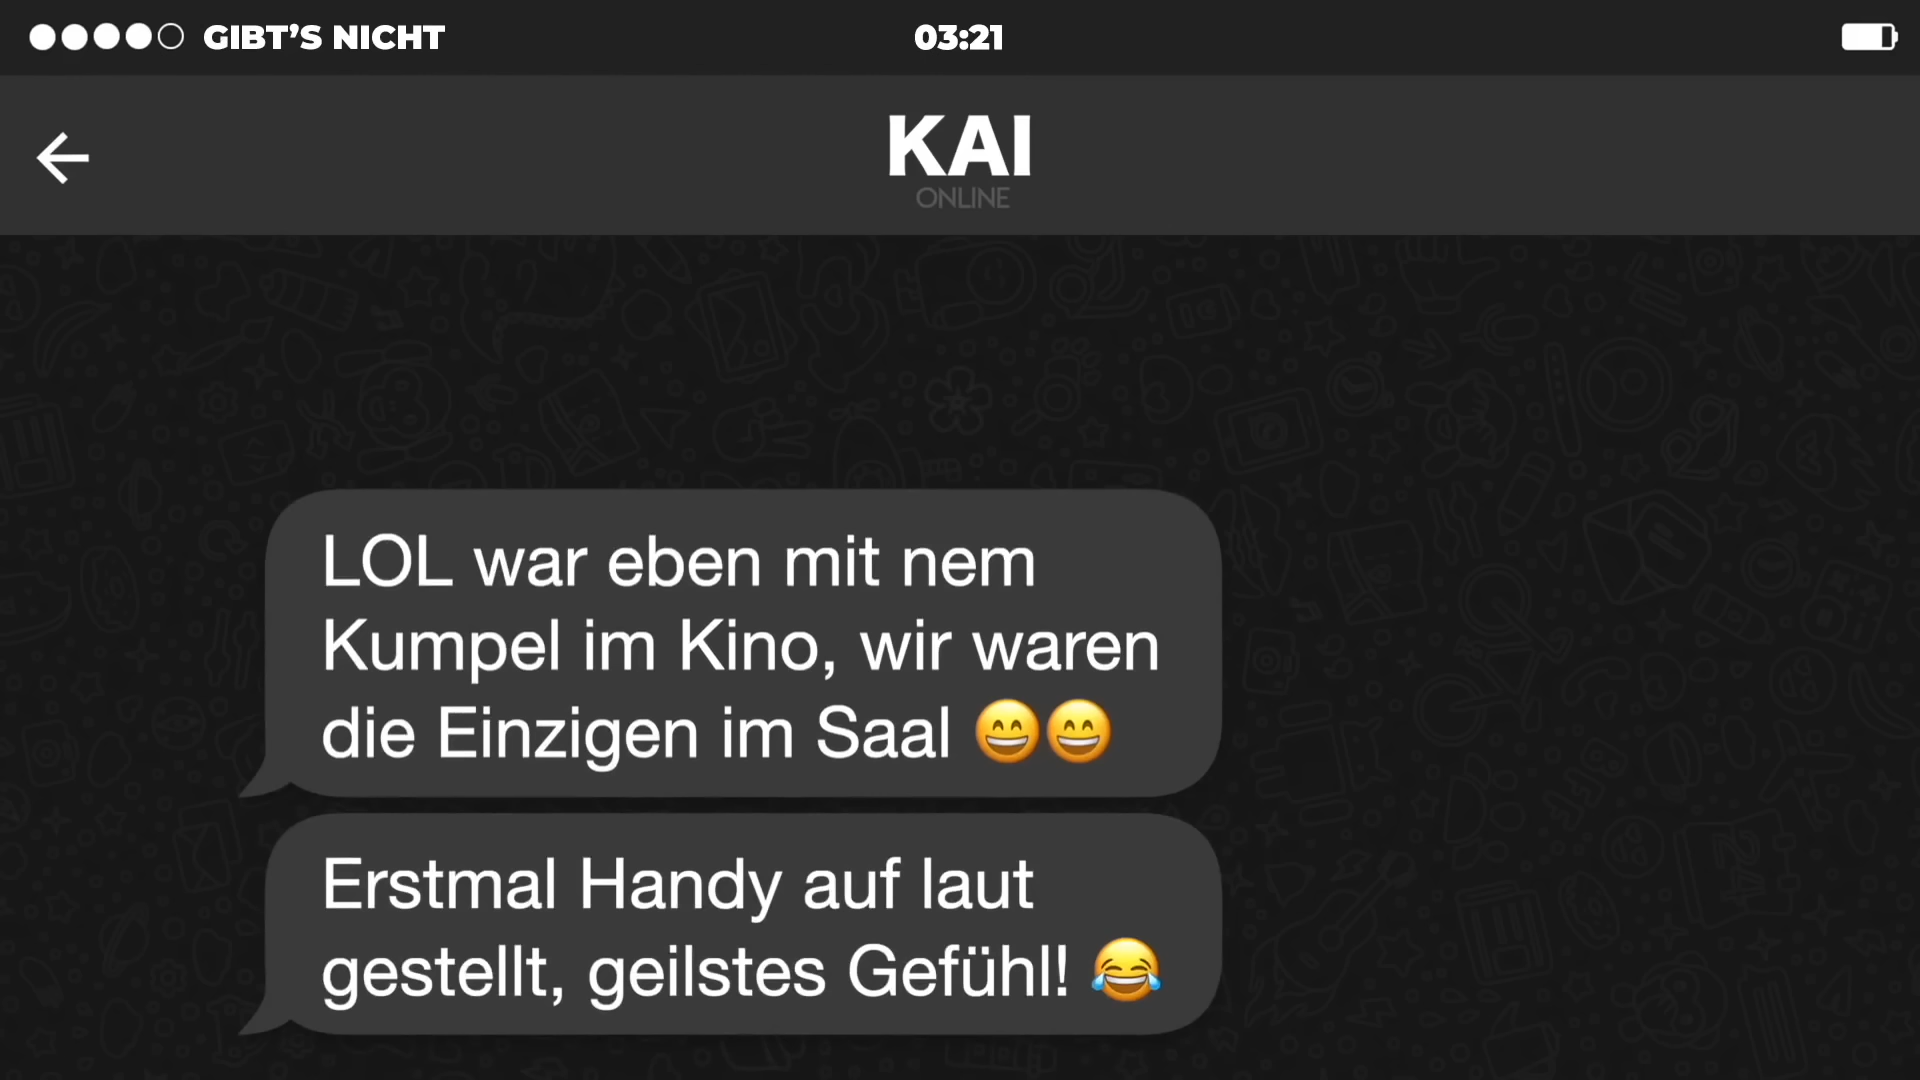 GIBT’S NICHT
03:21
KAI
ONLINE
LOL war eben mit nem
Kumpel im Kino, wir waren
die Einzigen im Saal 😄😄
Erstmal Handy auf laut
gestellt, geilstes Gefühl! 😂